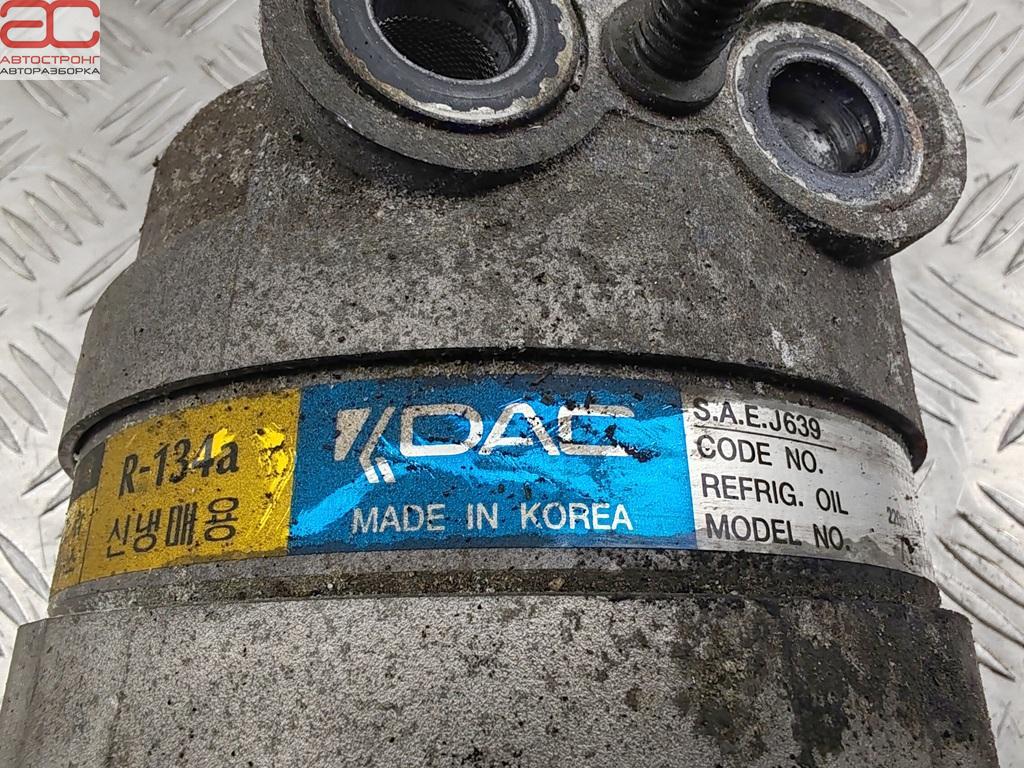 АС
АВТОСТРОНГ
АВТОРАЗБОРКА
R-134a
신냉매용
DAC
MADE IN KOREA
S.A.E.J639
CODE NO.
REFRIG. OIL
MODEL NO.